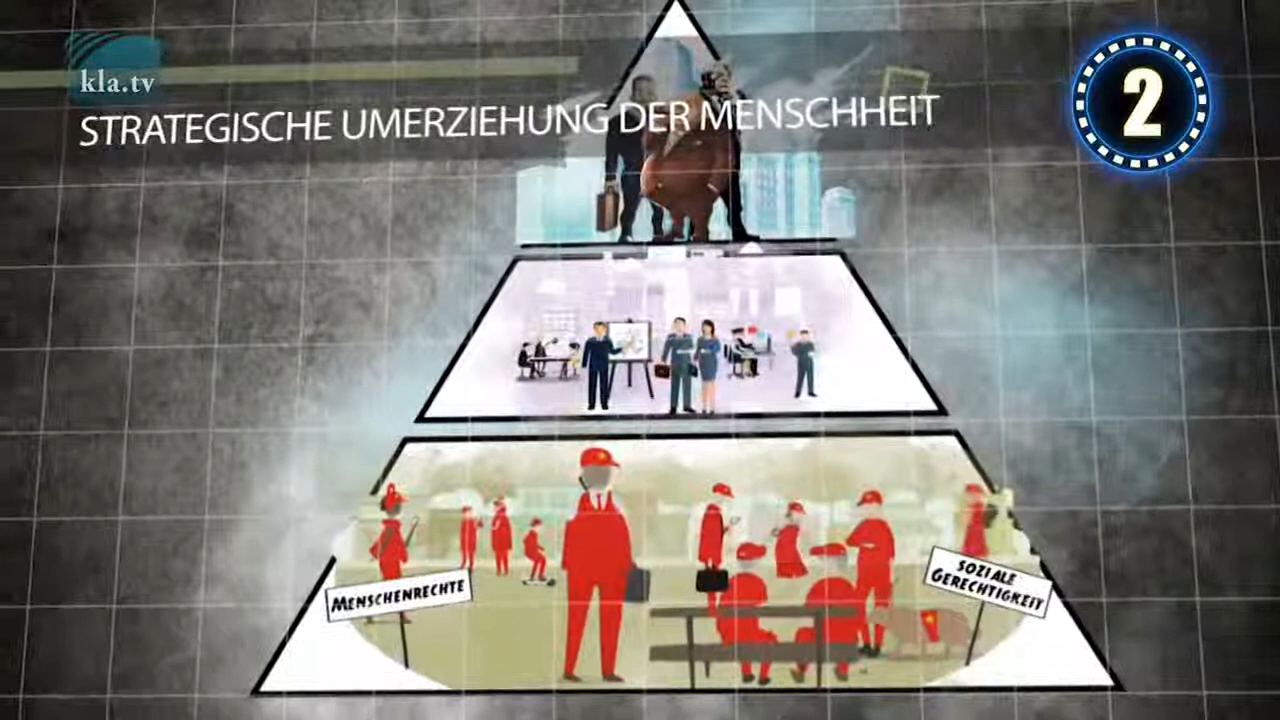 kla.tv
STRATEGISCHE UMERZIEHUNG DER MENSCHHEIT
2
MENSCHENRECHTE
SOZIALE
GERECHTIGKEIT